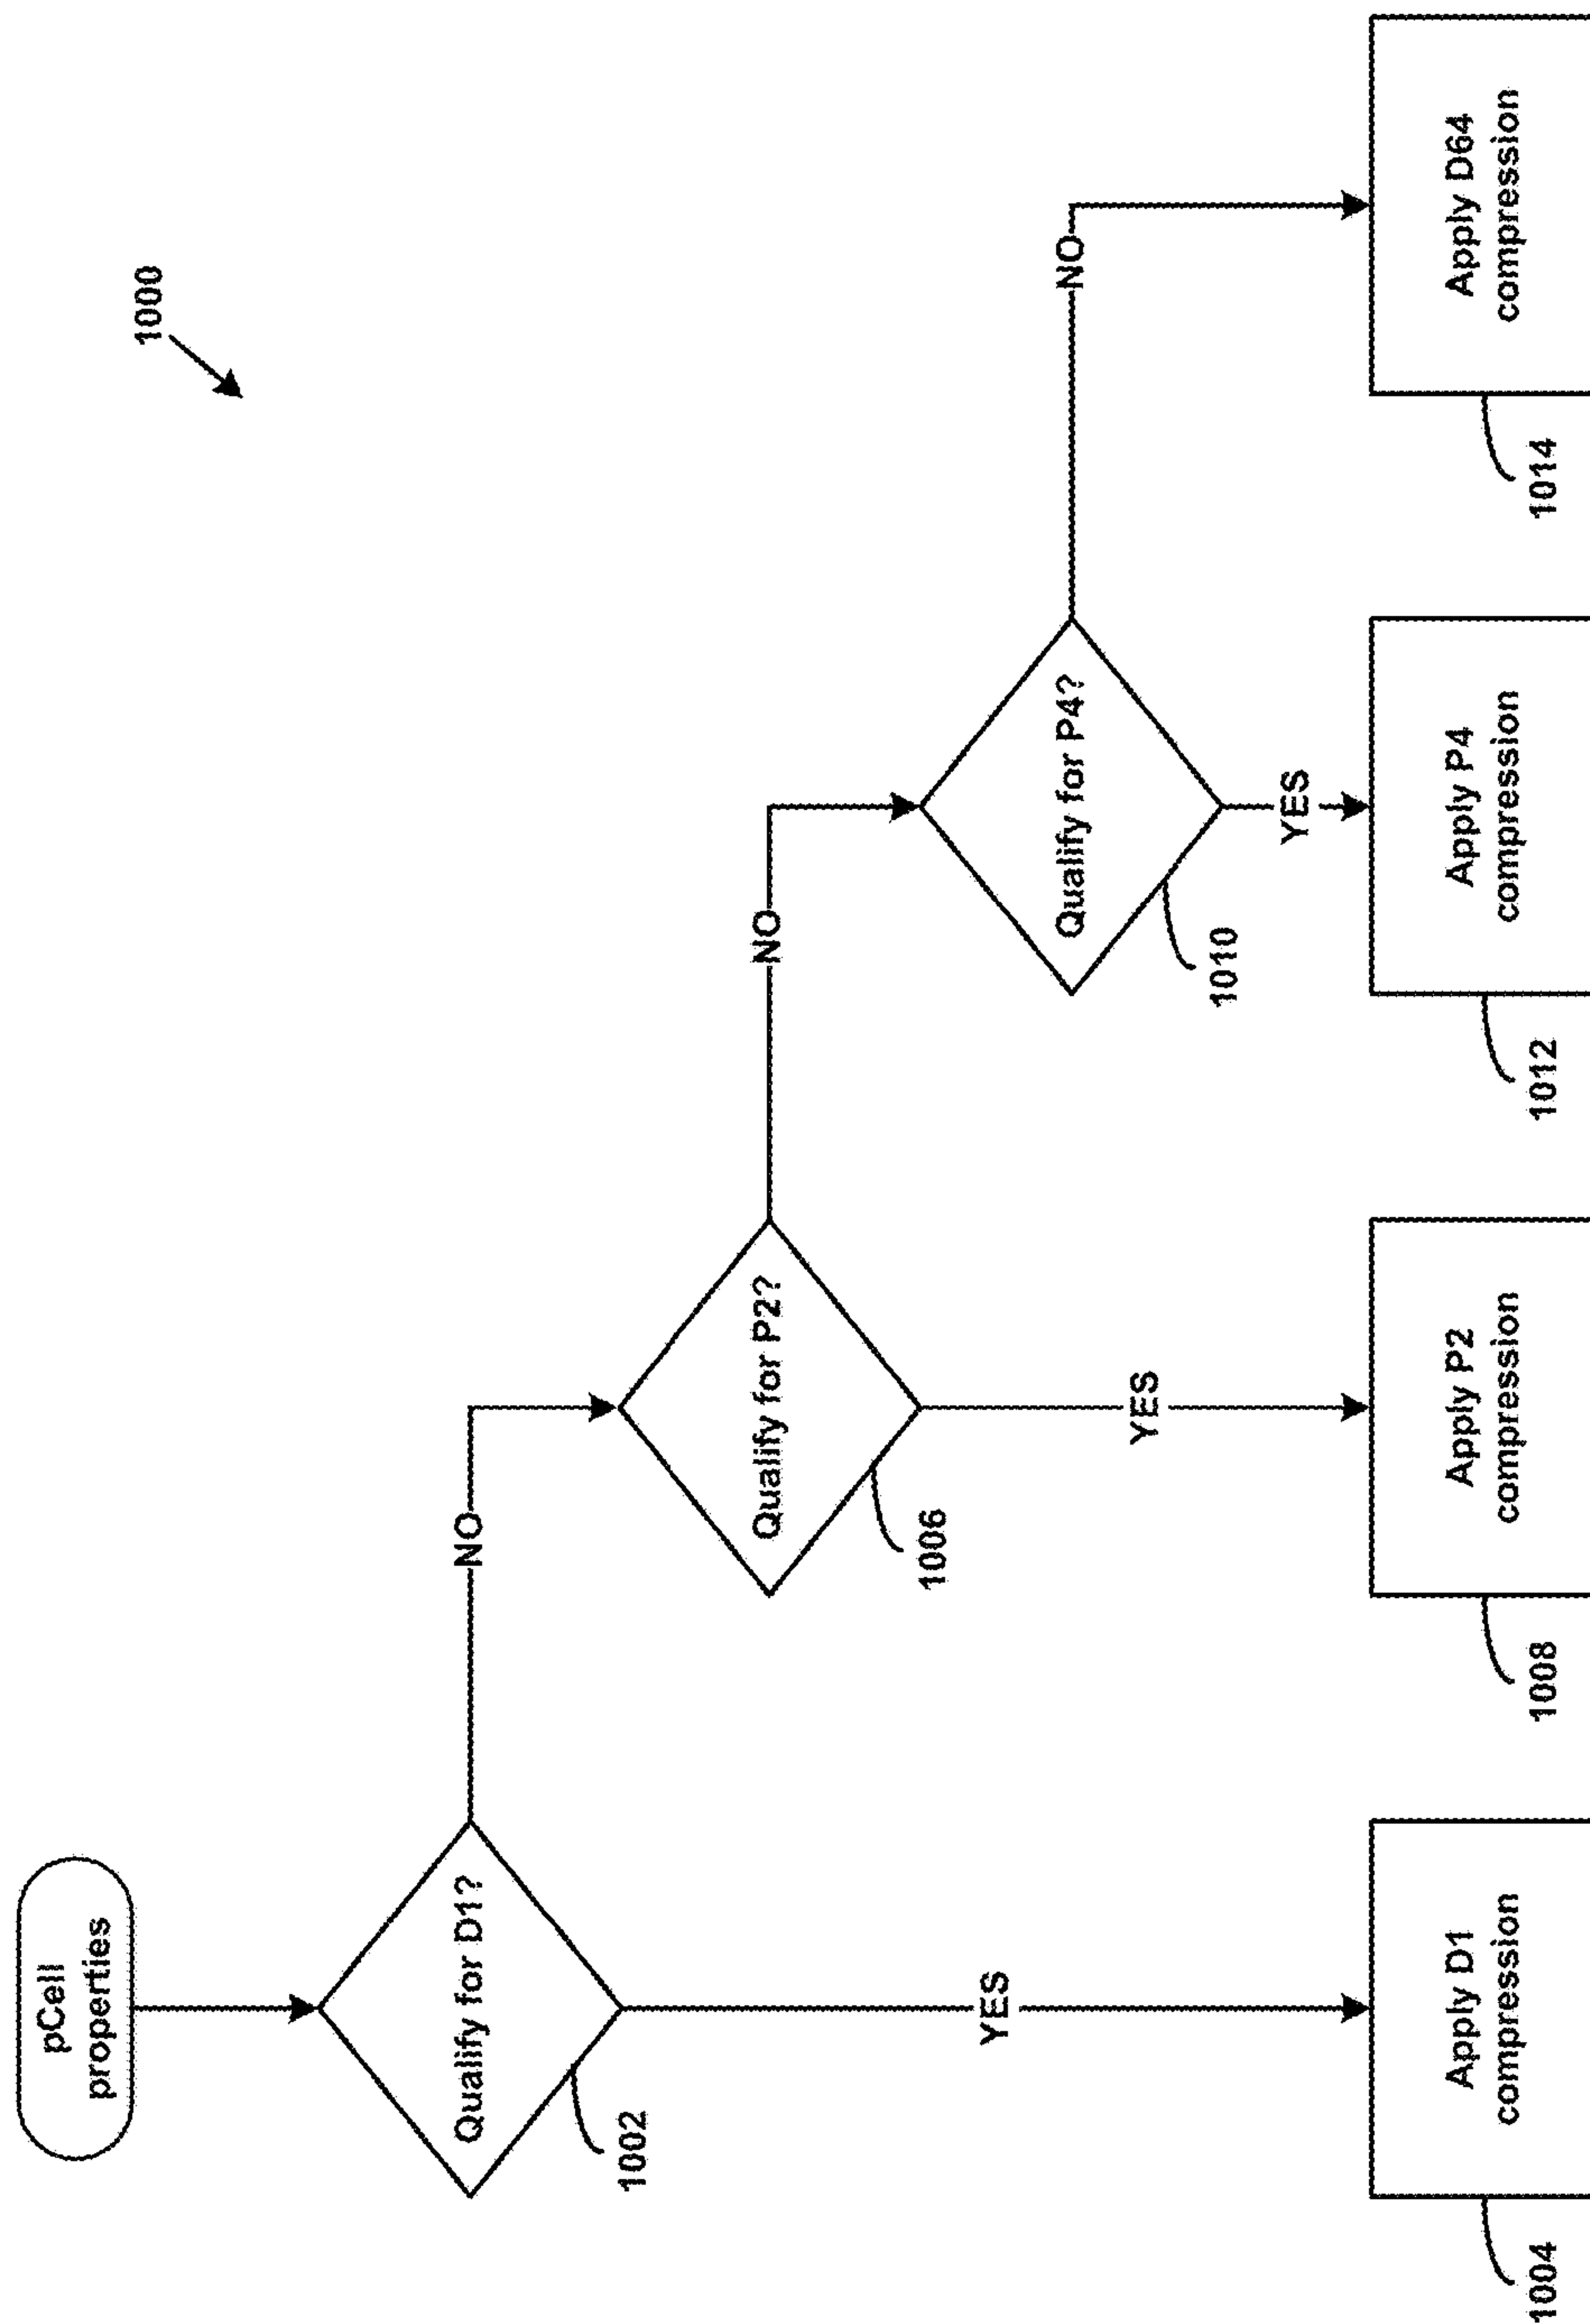 1000
pCell
properties
Qualify for D1?
1002
NO
YES
Apply D1
compression
1004
Qualify for P2?
1006
NO
YES
Apply P2
compression
1008
Qualify for P4?
1010
NO
YES
Apply P4
compression
1012
Apply D64
compression
1014